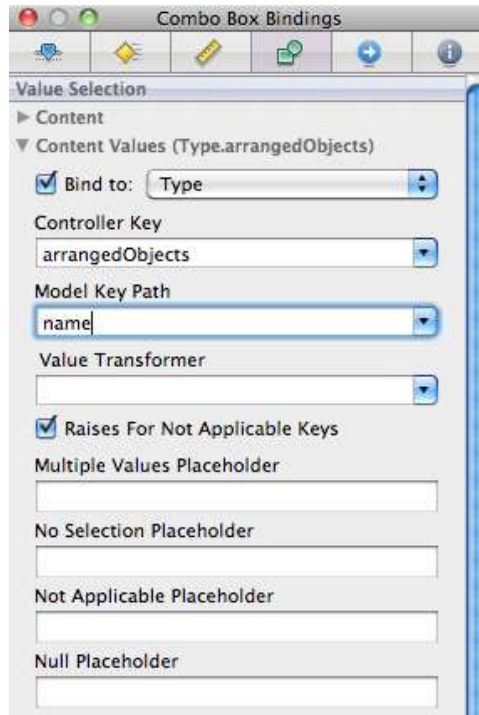 Combo Box Bindings
Value Selection
Content
Content Values (Type.arrangedObjects)
Bind to: Type
Controller Key
arrangedObjects
Model Key Path
name
Value Transformer
Raises For Not Applicable Keys
Multiple Values Placeholder
No Selection Placeholder
Not Applicable Placeholder
Null Placeholder